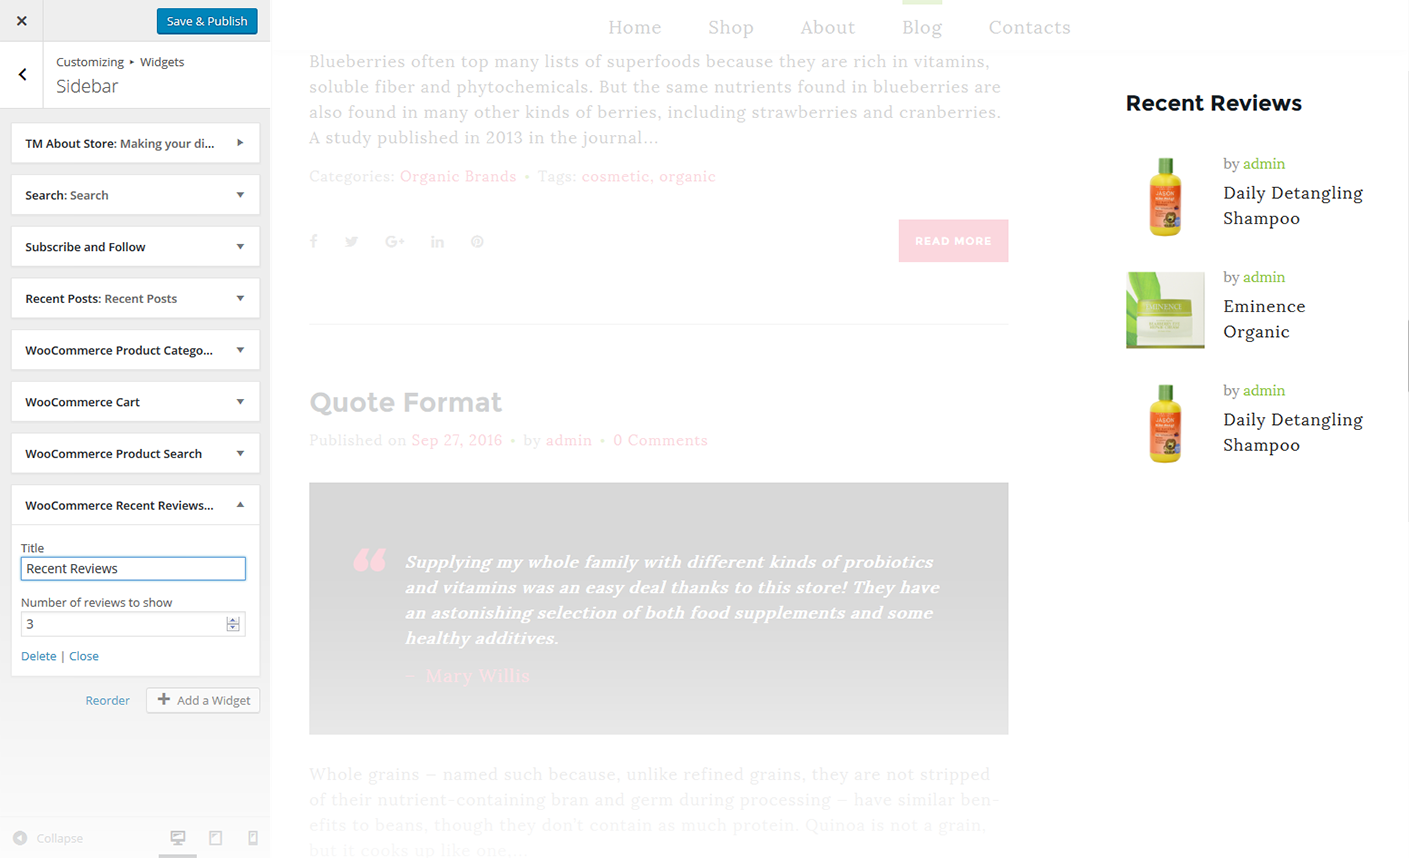 Save & Publish
Customizing ▸ Widgets
Sidebar
TM About Store: Making your di...
Search: Search
Subscribe and Follow
Recent Posts: Recent Posts
WooCommerce Product Catego...
WooCommerce Cart
WooCommerce Product Search
WooCommerce Recent Reviews...
Title
Recent Reviews
Number of reviews to show
3
Delete | Close
Reorder
Add a Widget
Collapse
Home Shop About Blog Contacts
Blueberries often top many lists of superfoods because they are rich in vitamins,
soluble fiber and phytochemicals. But the same nutrients found in blueberries are
also found in many other kinds of berries, including strawberries and cranberries.
A study published in 2013 in the journal...
Categories: Organic Brands • Tags: cosmetic, organic
READ MORE
Quote Format
Published on Sep 27, 2016 • by admin • 0 Comments
Supplying my whole family with different kinds of probiotics
and vitamins was an easy deal thanks to this store! They have
an astonishing selection of both food supplements and some
healthy additives.
— Mary Willis
Whole grains – named such because, unlike refined grains, they are not stripped
of their nutrient-containing bran and germ during processing – have similar ben-
efits to beans, though they don't contain as much protein. Quinoa is not a grain,
but it cooks up like one....
Recent Reviews
by admin
Daily Detangling
Shampoo
by admin
Eminence
Organic
by admin
Daily Detangling
Shampoo
JASON
EMINENCE
JASON